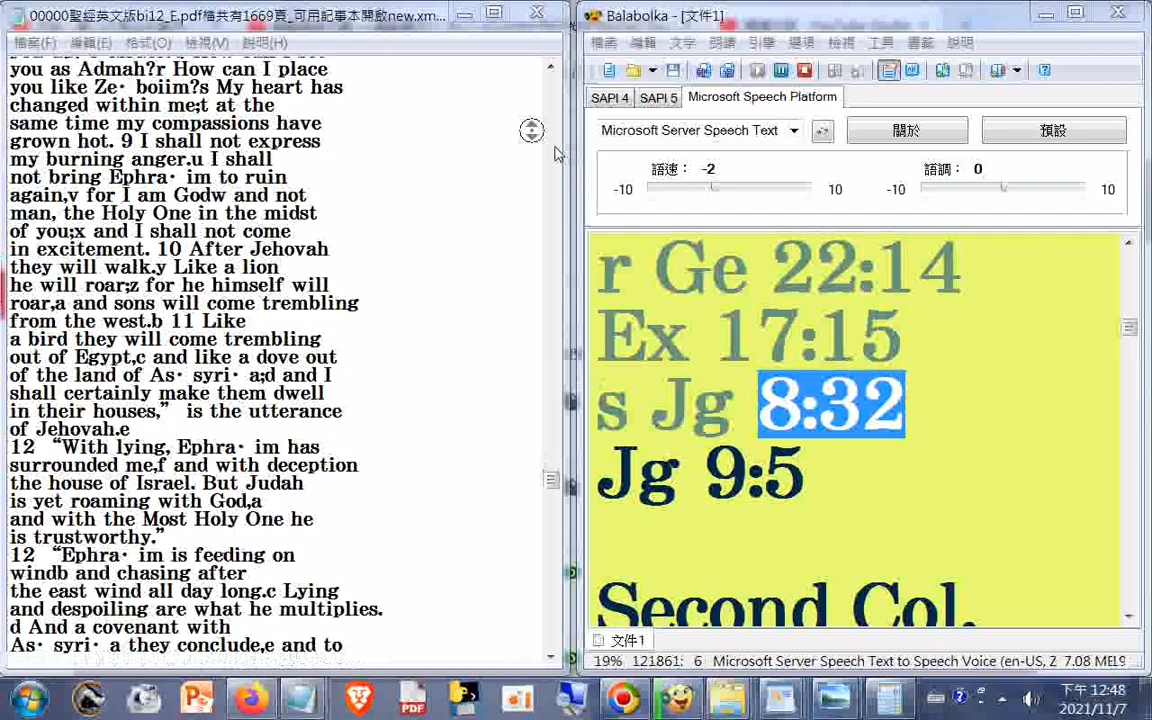 00000聖經英文版bi12_E.pdf檔共有1669頁_可用記事本開啟new.xm...
檔案(F) 編輯(E) 格式(O) 檢視(V) 說明(H)
you as Admah?r How can I place
you like Ze· boiim?s My heart has
changed within me;t at the
same time my compassions have
grown hot. 9 I shall not express
my burning anger.u I shall
not bring Ephra· im to ruin
again,v for I am Godw and not
man, the Holy One in the midst
of you;x and I shall not come
in excitement. 10 After Jehovah
they will walk.y Like a lion
he will roar;z for he himself will
roar,a and sons will come trembling
from the west.b 11 Like
a bird they will come trembling
out of Egypt,c and like a dove out
of the land of As· syri· a;d and I
shall certainly make them dwell
in their houses,” is the utterance
of Jehovah.e
12 “With lying, Ephra· im has
surrounded me,f and with deception
the house of Israel. But Judah
is yet roaming with God,a
and with the Most Holy One he
is trustworthy.”
12 “Ephra· im is feeding on
windb and chasing after
the east wind all day long.c Lying
and despoiling are what he multiplies.
d And a covenant with
As· syri· a they conclude,e and to
Balabolka - [文件1]
檔案 編輯 文字 朗讀 引擎 選項 檢視 工具 書籤 說明
SAPI 4 SAPI 5 Microsoft Speech Platform
Microsoft Server Speech Text 關於 預設
語速： -2 語調： 0
-10 10 -10 10
r Ge 22:14
Ex 17:15
s Jg 8:32
Jg 9:5
Second Col.
文件1
19% 121861: 6 Microsoft Server Speech Text to Speech Voice (en-US, Z 7.08 ME19
PDF
下午 12:48
2021/11/7